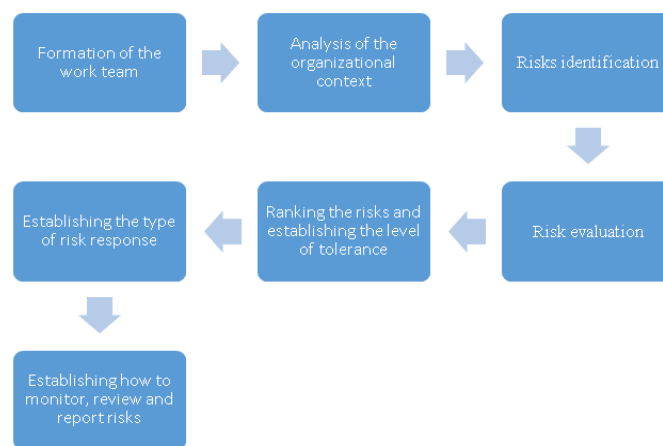 Formation of the
work team
Analysis of the
organizational
context
Risks identification
Risk evaluation
Ranking the risks and
establishing the level
of tolerance
Establishing the type
of risk response
Establishing how to
monitor, review and
report risks